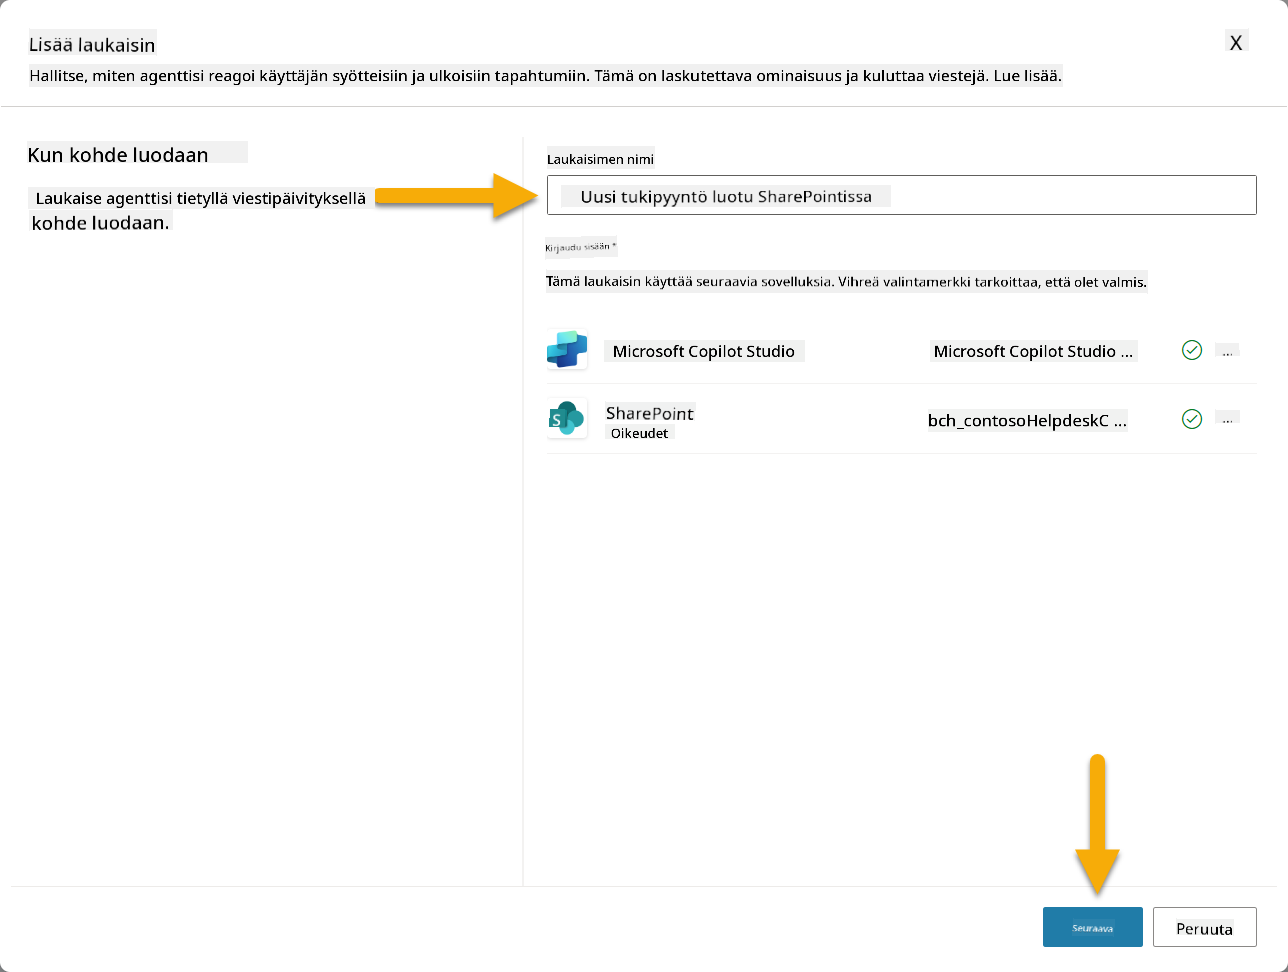 Lisää laukaisin
X
Hallitse, miten agenttisi reagoi käyttäjän syötteisiin ja ulkoisiin tapahtumiin. Tämä on laskutettava ominaisuus ja kuluttaa viestejä. Lue lisää.
Kun kohde luodaan
Laukaise agenttisi tietyllä viestipäivityksellä
kohde luodaan.
Laukaisimen nimi
Uusi tukipyyntö luotu SharePointissa
Kirjaudu sisään *
Tämä laukaisin käyttää seuraavia sovelluksia. Vihreä valintamerkki tarkoittaa, että olet valmis.
Microsoft Copilot Studio
Microsoft Copilot Studio ...
...
S
SharePoint
Oikeudet
bch_contosoHelpdeskC ...
...
Seuraava
Peruuta